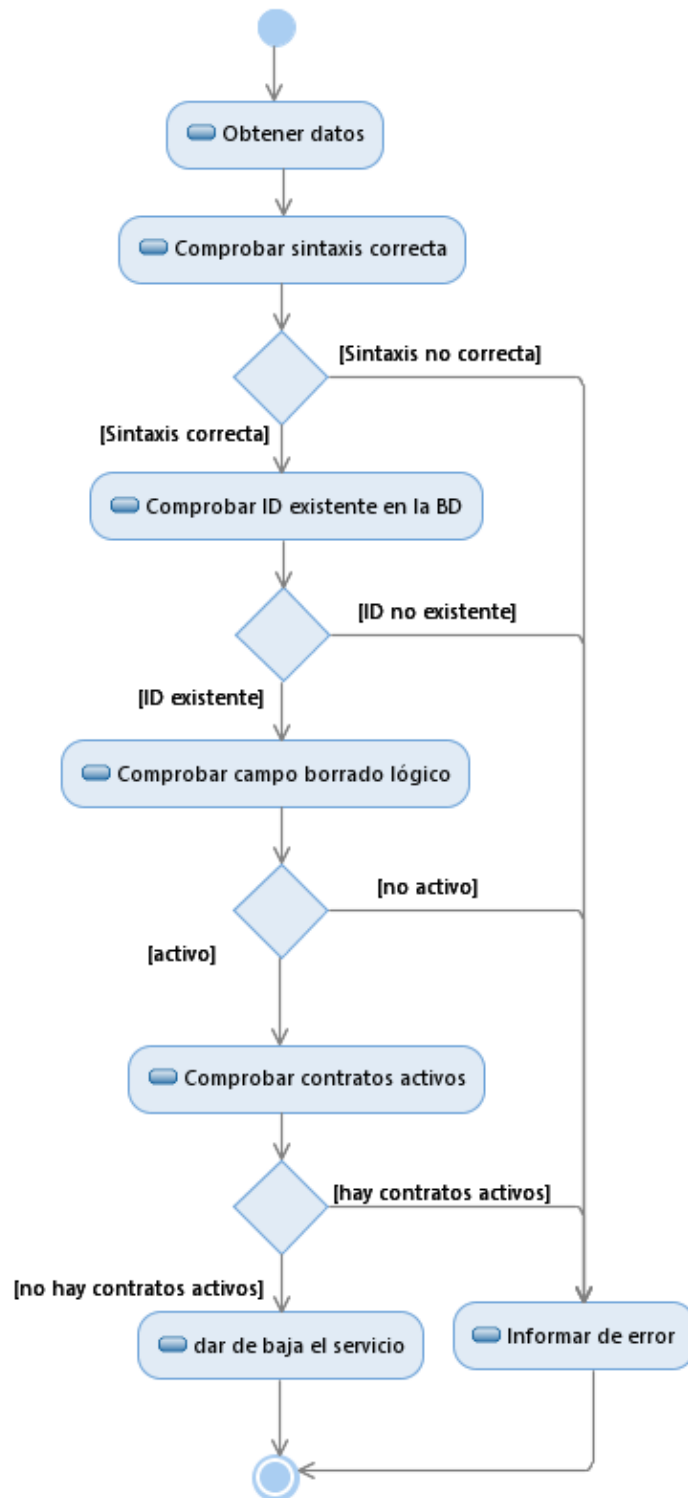 Obtener datos
Comprobar sintaxis correcta
[Sintaxis no correcta]
[Sintaxis correcta]
Comprobar ID existente en la BD
[ID no existente]
[ID existente]
Comprobar campo borrado lógico
[no activo]
[activo]
Comprobar contratos activos
[hay contratos activos]
[no hay contratos activos]
dar de baja el servicio
Informar de error